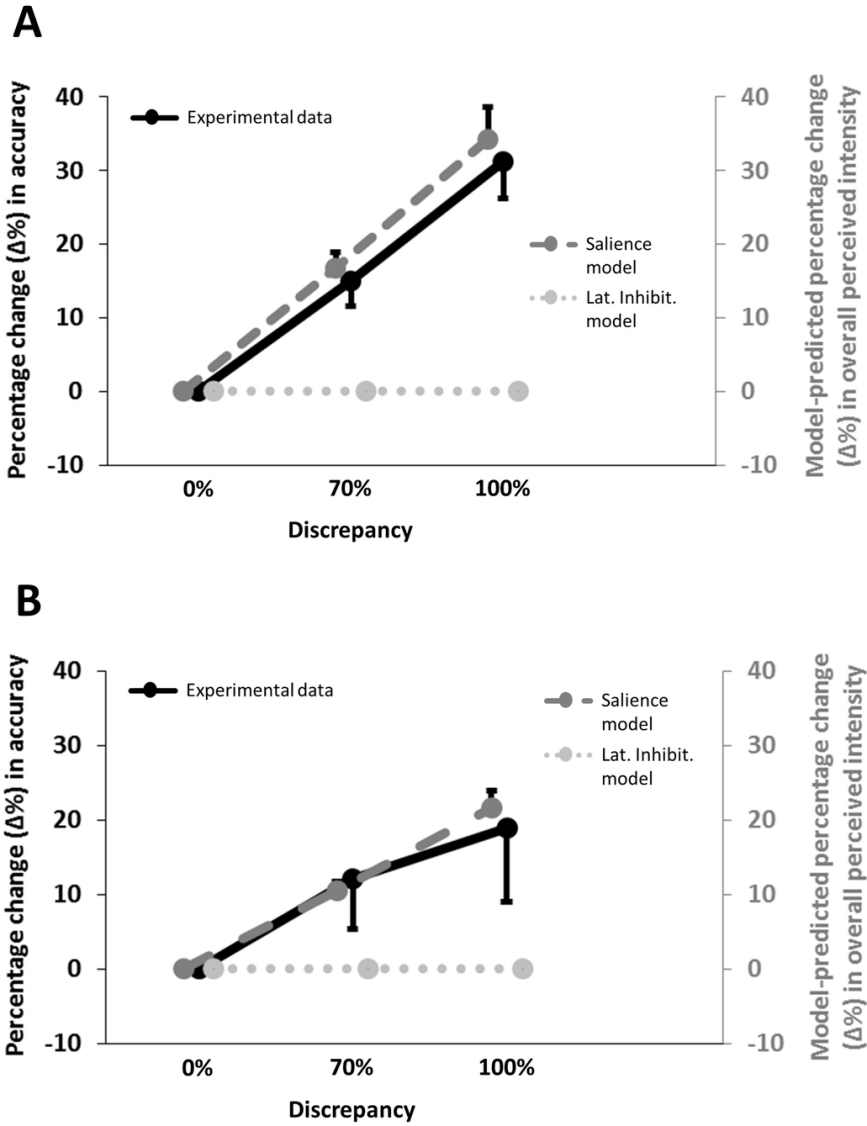 A
Percentage change (Δ%) in accuracy
40
30
20
10
0
-10
Experimental data
Salience
model
Lat. Inhibit.
model
40
30
20
10
0
-10
Model-predicted percentage change
(Δ%) in overall perceived intensity
0%
70%
100%
Discrepancy
B
Percentage change (Δ%) in accuracy
40
30
20
10
0
-10
Experimental data
Salience
model
Lat. Inhibit.
model
40
30
20
10
0
-10
Model-predicted percentage change
(Δ%) in overall perceived intensity
0%
70%
100%
Discrepancy